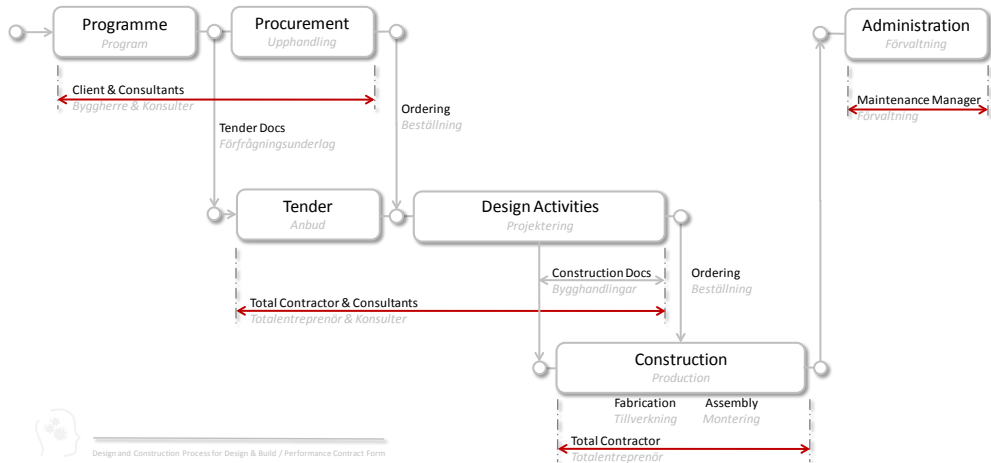 Programme
Program
Procurement
Upphandling
Administration
Förvaltning
Client & Consultants
Byggherre & Konsulter
Ordering
Beställning
Maintenance Manager
Förvaltning
Tender Docs
Förfrågningsunderlag
Tender
Anbud
Design Activities
Projektering
Construction Docs
Bygghandlingar
Ordering
Beställning
Total Contractor & Consultants
Totalentreprenör & Konsulter
Construction
Production
Fabrication
Tillverkning
Assembly
Montering
Total Contractor
Totalentreprenör
Design and Construction Process for Design & Build / Performance Contract Form